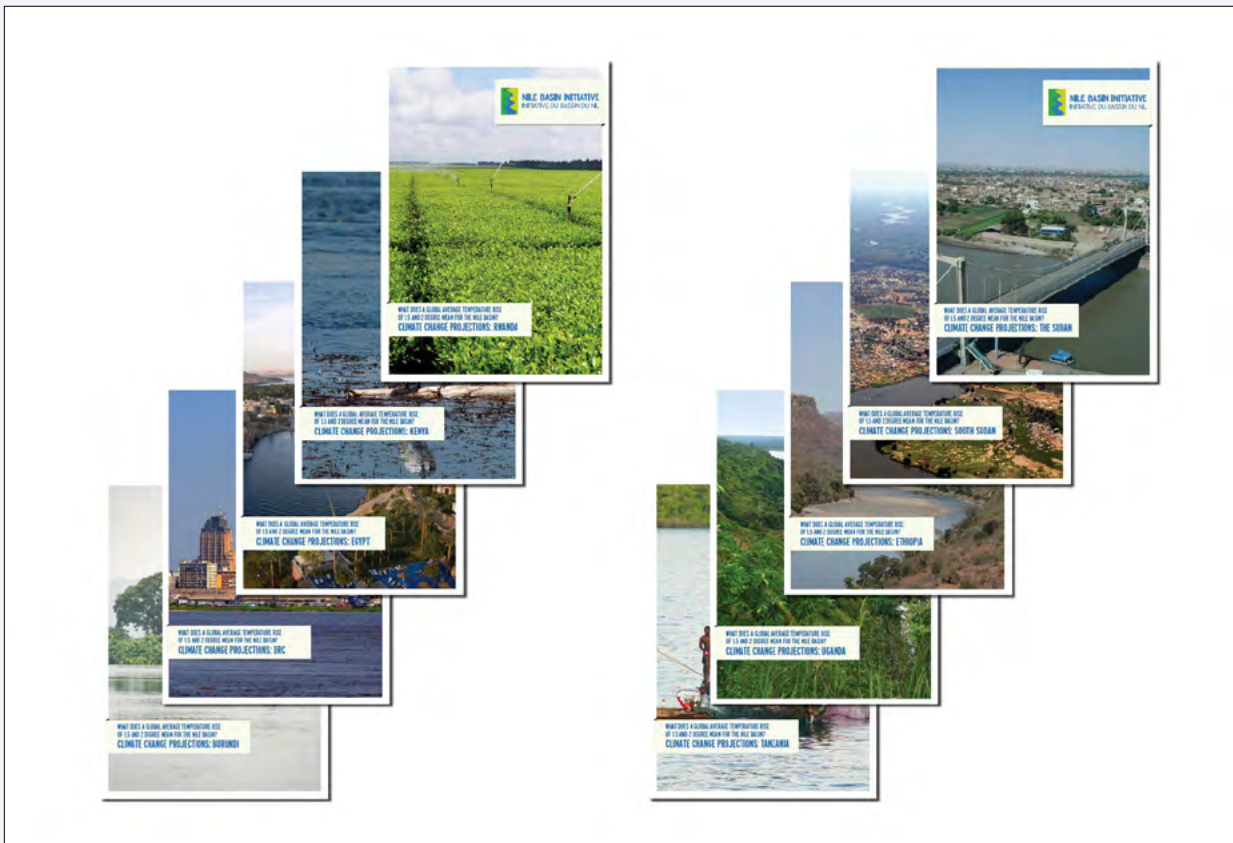 NILE BASIN INITIATIVE
INITIATIVE DU BASSIN DU NIL
WHAT DOES A GLOBAL AVERAGE TEMPERATURE RISE
OF 1.5 AND 2 DEGREE MEAN FOR THE NILE BASIN?
CLIMATE CHANGE PROJECTIONS: RWANDA
WHAT DOES A GLOBAL AVERAGE TEMPERATURE RISE
OF 1.5 AND 2 DEGREE MEAN FOR THE NILE BASIN?
CLIMATE CHANGE PROJECTIONS: KENYA
WHAT DOES A GLOBAL AVERAGE TEMPERATURE RISE
OF 1.5 AND 2 DEGREE MEAN FOR THE NILE BASIN?
CLIMATE CHANGE PROJECTIONS: EGYPT
WHAT DOES A GLOBAL AVERAGE TEMPERATURE RISE
OF 1.5 AND 2 DEGREE MEAN FOR THE NILE BASIN?
CLIMATE CHANGE PROJECTIONS: DRC
WHAT DOES A GLOBAL AVERAGE TEMPERATURE RISE
OF 1.5 AND 2 DEGREE MEAN FOR THE NILE BASIN?
CLIMATE CHANGE PROJECTIONS: BURUNDI
NILE BASIN INITIATIVE
INITIATIVE DU BASSIN DU NIL
WHAT DOES A GLOBAL AVERAGE TEMPERATURE RISE
OF 1.5 AND 2 DEGREE MEAN FOR THE NILE BASIN?
CLIMATE CHANGE PROJECTIONS: THE SUDAN
WHAT DOES A GLOBAL AVERAGE TEMPERATURE RISE
OF 1.5 AND 2 DEGREE MEAN FOR THE NILE BASIN?
CLIMATE CHANGE PROJECTIONS: SOUTH SUDAN
WHAT DOES A GLOBAL AVERAGE TEMPERATURE RISE
OF 1.5 AND 2 DEGREE MEAN FOR THE NILE BASIN?
CLIMATE CHANGE PROJECTIONS: ETHIOPIA
WHAT DOES A GLOBAL AVERAGE TEMPERATURE RISE
OF 1.5 AND 2 DEGREE MEAN FOR THE NILE BASIN?
CLIMATE CHANGE PROJECTIONS: UGANDA
WHAT DOES A GLOBAL AVERAGE TEMPERATURE RISE
OF 1.5 AND 2 DEGREE MEAN FOR THE NILE BASIN?
CLIMATE CHANGE PROJECTIONS: TANZANIA